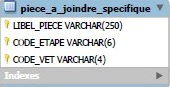 piece_a_joindre_specifique
LIBEL_PIECE VARCHAR(250)
CODE_ETAPE VARCHAR(6)
CODE_VET VARCHAR(4)
Indexes